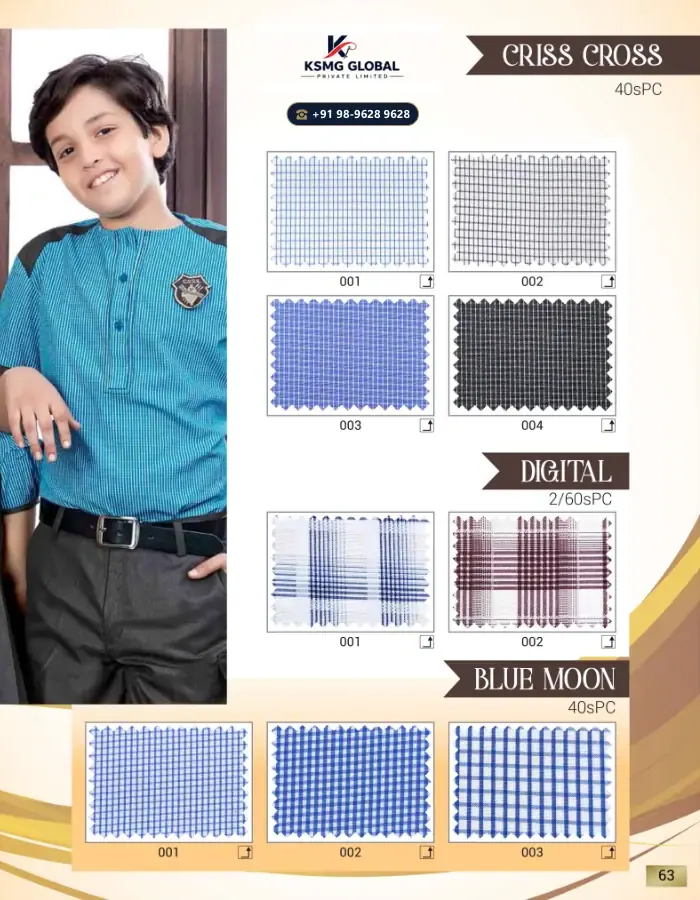 KSMG GLOBAL
PRIVATE LIMITED
+91 98-9628 9628
CRISS CROSS
40sPC
001
002
003
004
DIGITAL
2/60sPC
001
002
BLUE MOON
40sPC
001
002
003
63